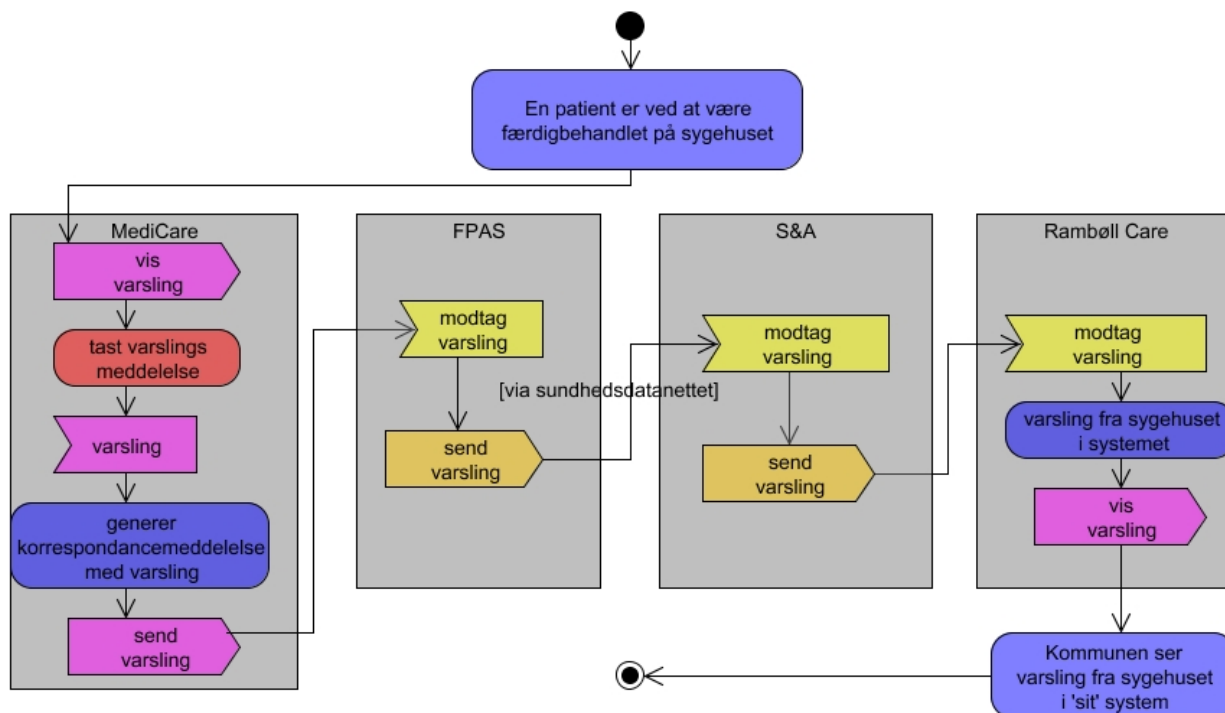 En patient er ved at være
færdigbehandlet på sygehuset
MediCare
vis
varsling
tast varslings
meddelelse
varsling
generer
korrespondancemeddelelse
med varsling
send
varsling
FPAS
modtag
varsling
[via sundhedsdatanettet]
send
varsling
S&A
modtag
varsling
send
varsling
Rambøll Care
modtag
varsling
varsling fra sygehuset
i systemet
vis
varsling
Kommunen ser
varsling fra sygehuset
i 'sit' system